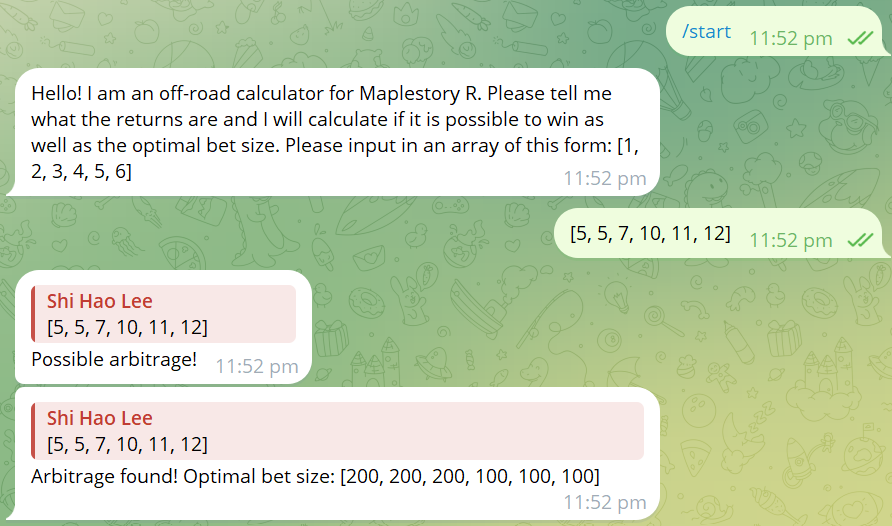 /start 11:52 pm
Hello! I am an off-road calculator for Maplestory R. Please tell me
what the returns are and I will calculate if it is possible to win as
well as the optimal bet size. Please input in an array of this form: [1,
2, 3, 4, 5, 6] 11:52 pm
[5, 5, 7, 10, 11, 12] 11:52 pm
Shi Hao Lee
[5, 5, 7, 10, 11, 12]
Possible arbitrage! 11:52 pm
Shi Hao Lee
[5, 5, 7, 10, 11, 12]
Arbitrage found! Optimal bet size: [200, 200, 200, 100, 100, 100]
11:52 pm